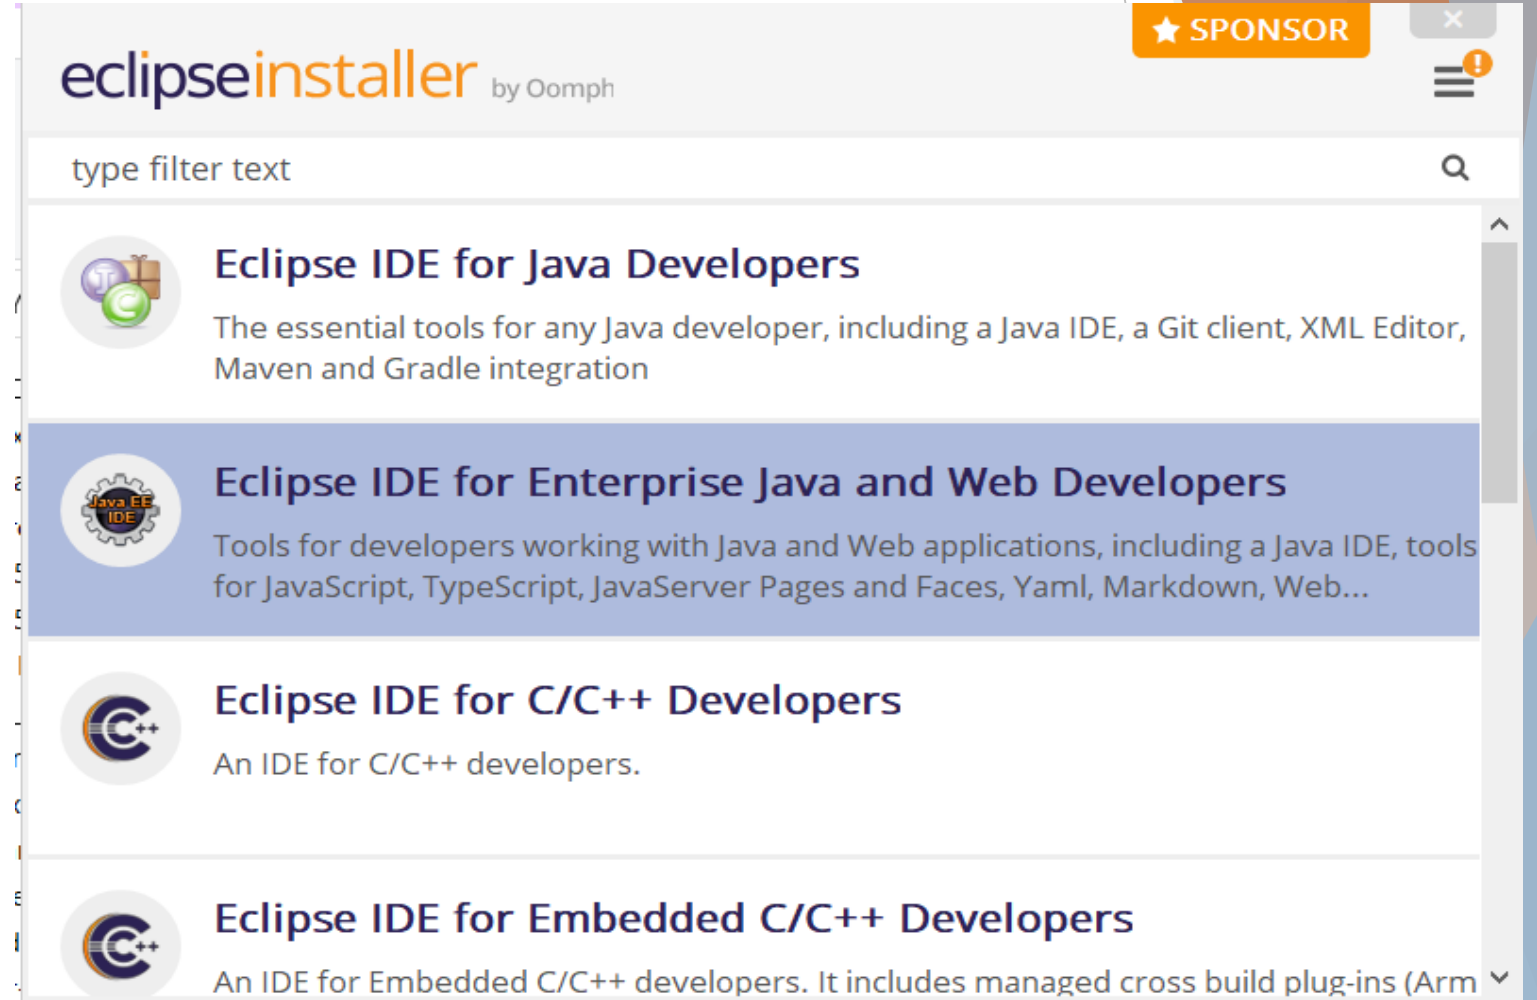 SPONSOR
eclipseinstaller by Oomph
type filter text
Eclipse IDE for Java Developers
The essential tools for any Java developer, including a Java IDE, a Git client, XML Editor,
Maven and Gradle integration
Java EE
IDE
Eclipse IDE for Enterprise Java and Web Developers
Tools for developers working with Java and Web applications, including a Java IDE, tools
for JavaScript, TypeScript, JavaServer Pages and Faces, Yaml, Markdown, Web...
C++
Eclipse IDE for C/C++ Developers
An IDE for C/C++ developers.
C++
Eclipse IDE for Embedded C/C++ Developers
An IDE for Embedded C/C++ developers. It includes managed cross build plug-ins (Arm